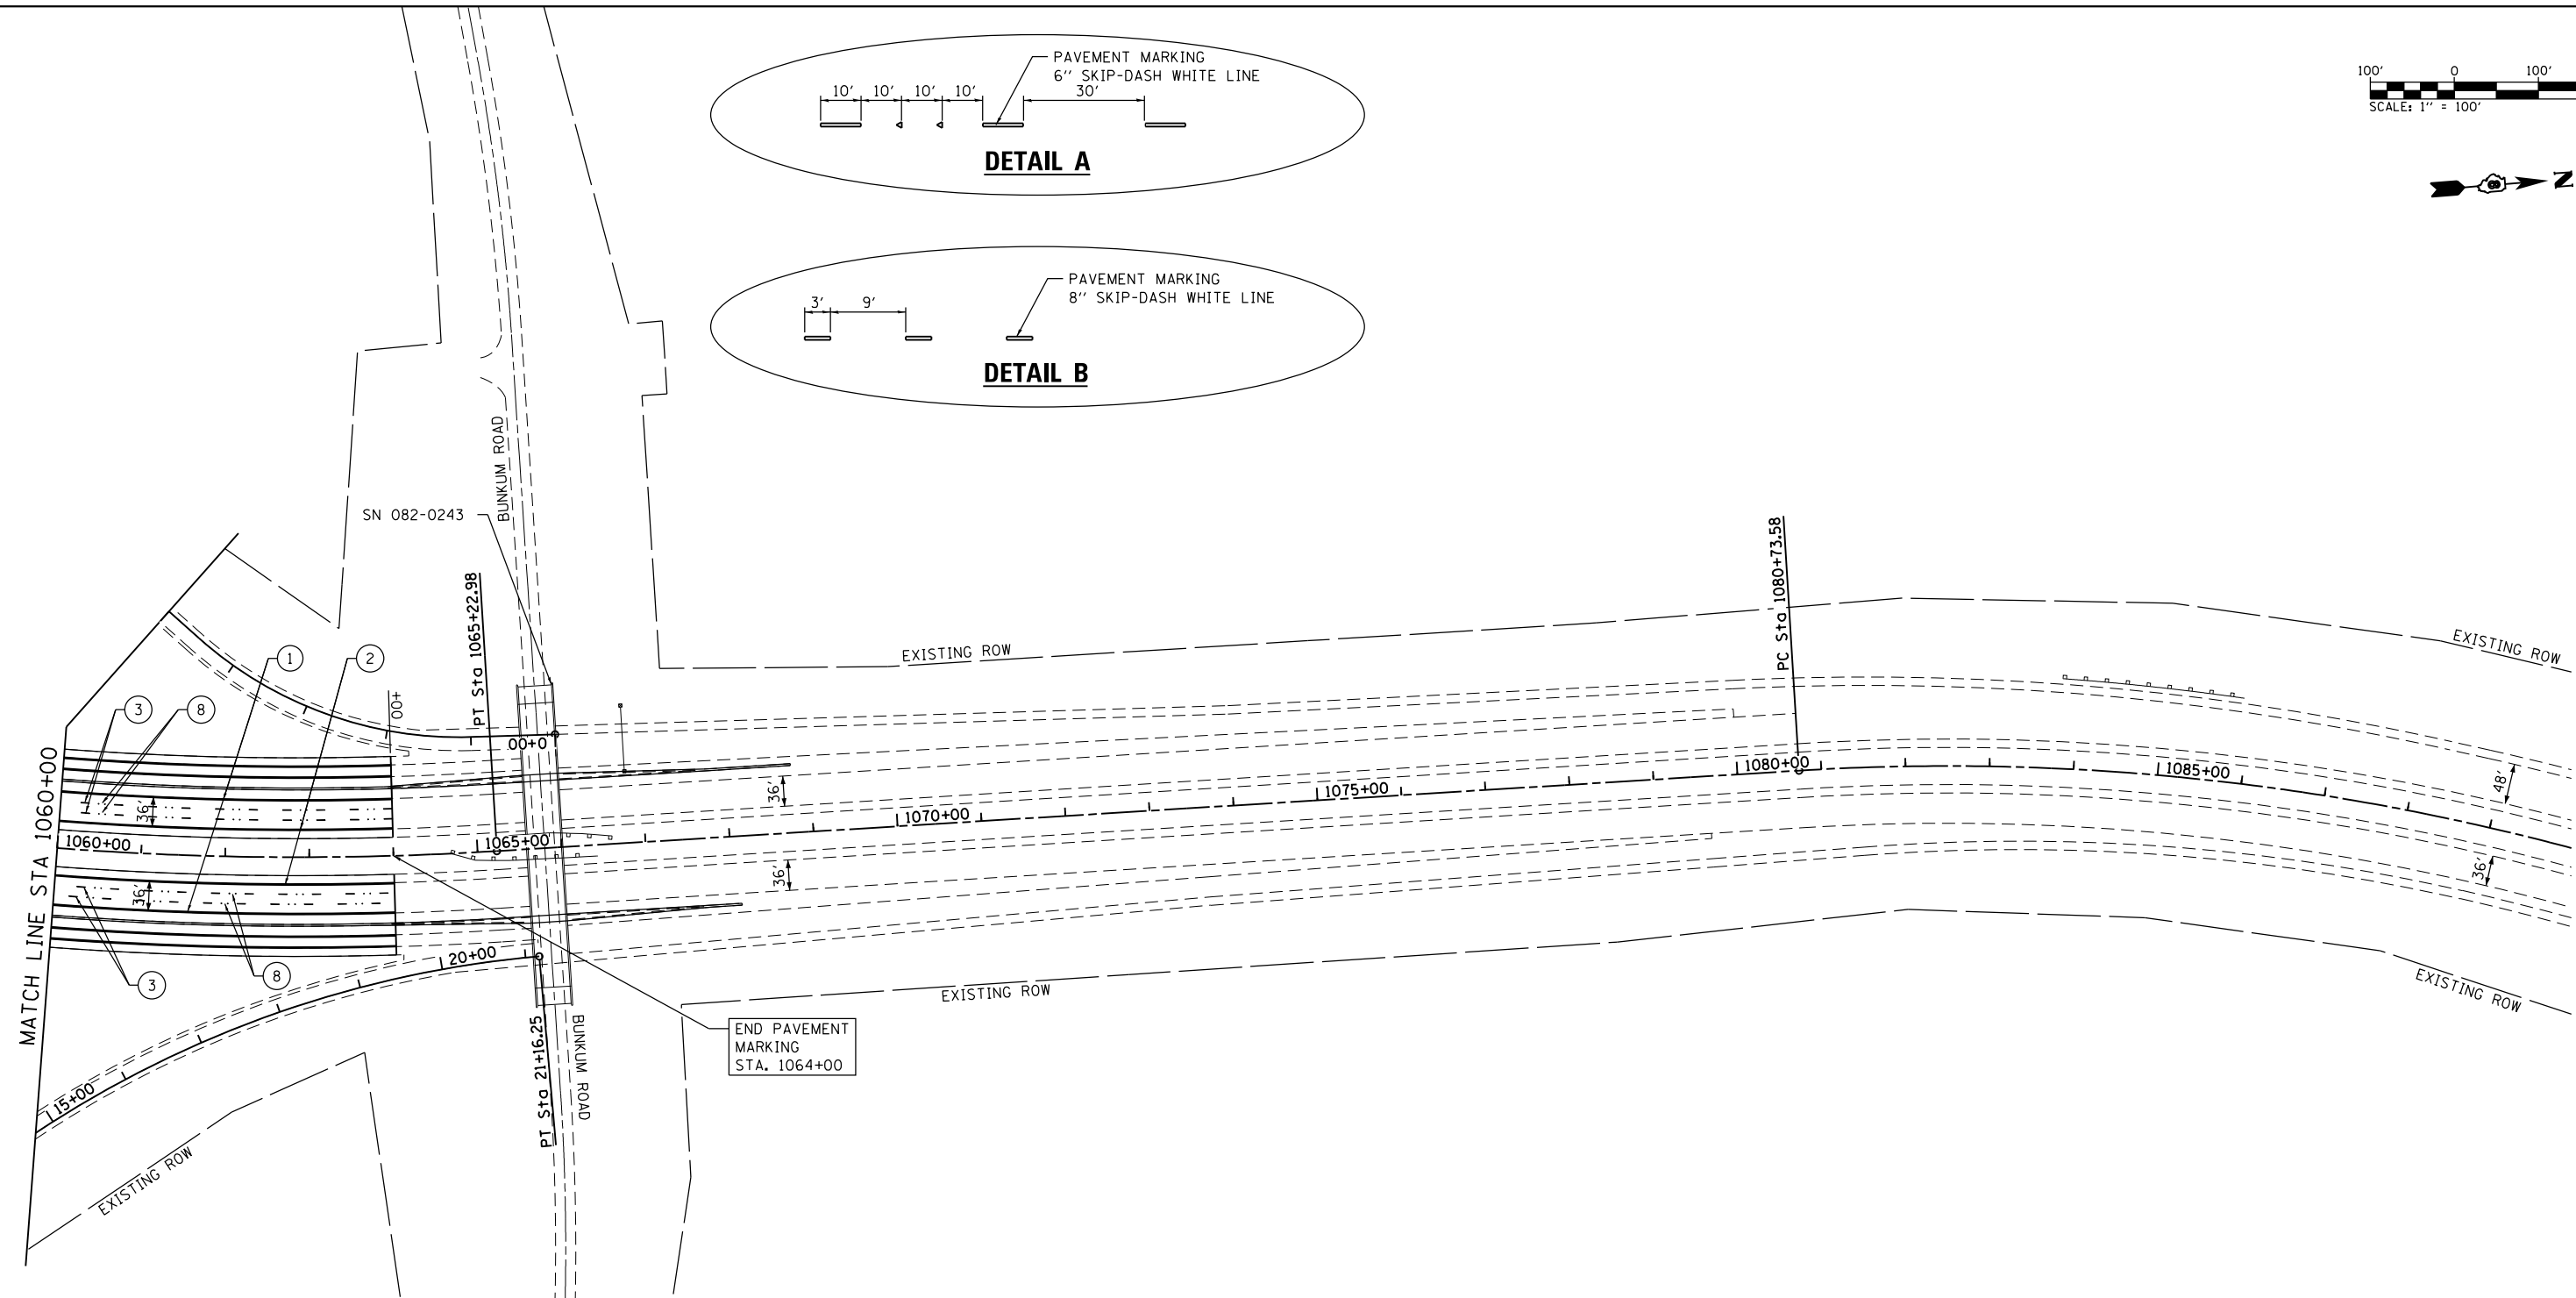 PAVEMENT MARKING
6'' SKIP-DASH WHITE LINE
10' 10' 10' 10' 30'
DETAIL A
100' 0 100'
SCALE: 1'' = 100'
N
PAVEMENT MARKING
8'' SKIP-DASH WHITE LINE
3' 9'
DETAIL B
BUNKUM ROAD
SN 082-0243
PT Sta 1065+22.98
PC Sta 1080+73.58
EXISTING ROW
EXISTING ROW
1
2
3
8
+00
0+00
MATCH LINE STA 1060+00
36'
36'
36'
36'
48'
36'
1060+00
1065+00
1070+00
1075+00
1080+00
1085+00
3
8
20+00
15+00
PT Sta 21+16.25
BUNKUM ROAD
END PAVEMENT
MARKING
STA. 1064+00
EXISTING ROW
EXISTING ROW
EXISTING ROW